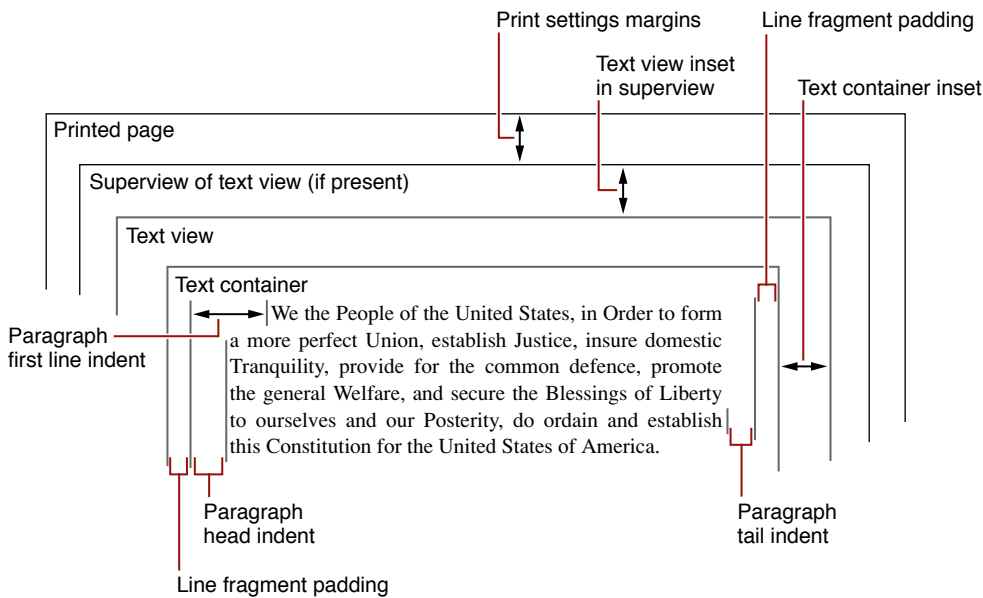 Print settings margins
Line fragment padding
Text view inset
in superview
Text container inset
Printed page
Superview of text view (if present)
Text view
Text container
Paragraph
first line indent
We the People of the United States, in Order to form
a more perfect Union, establish Justice, insure domestic
Tranquility, provide for the common defence, promote
the general Welfare, and secure the Blessings of Liberty
to ourselves and our Posterity, do ordain and establish
this Constitution for the United States of America.
Paragraph
head indent
Paragraph
tail indent
Line fragment padding